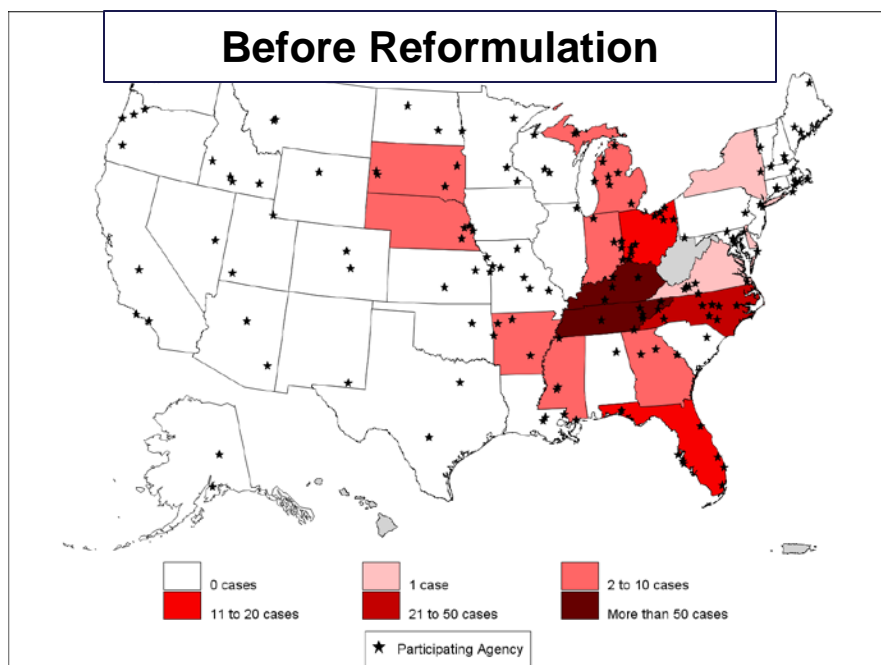 Before Reformulation
0 cases
1 case
2 to 10 cases
11 to 20 cases
21 to 50 cases
More than 50 cases
★ Participating Agency